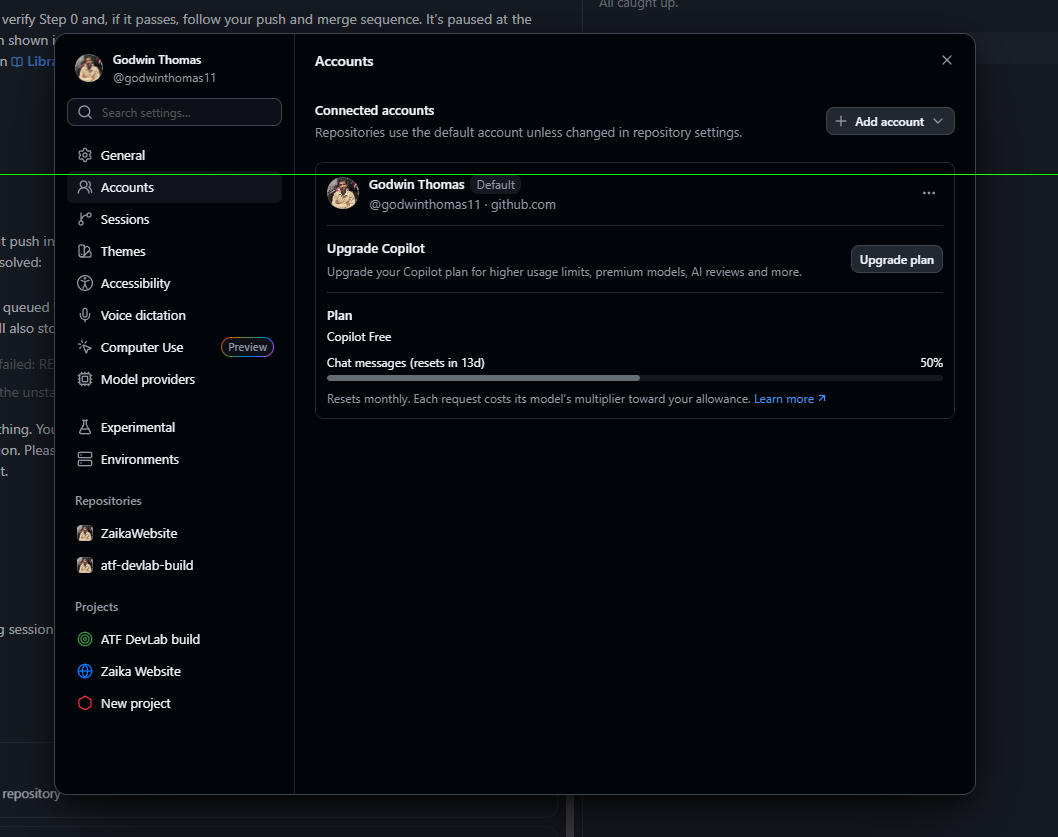 verify Step 0 and, if it passes, follow your push and merge sequence. It's paused at the
All caught up.
shown
Godwin Thomas
@godwinthomas11
Search settings...
General
Accounts
Sessions
Themes
Accessibility
Voice dictation
Computer Use
Preview
Model providers
Experimental
Environments
Repositories
ZaikaWebsite
atf-devlab-build
Projects
ATF DevLab build
Zaika Website
New project
Accounts
Connected accounts
Repositories use the default account unless changed in repository settings.
Add account
Godwin Thomas Default
@godwinthomas11 · github.com
Upgrade Copilot
Upgrade your Copilot plan for higher usage limits, premium models, AI reviews and more.
Upgrade plan
Plan
Copilot Free
Chat messages (resets in 13d)
50%
Resets monthly. Each request costs its model's multiplier toward your allowance. Learn more
push in
solved:
queued
also
failed:
the
on.
session
repository